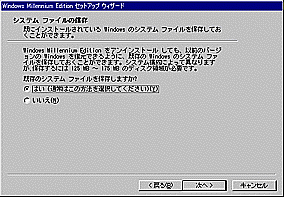 Windows Millennium Edition セットアップ ウィザード
システム ファイルの保存
既にインストールされている Windows のシステム ファイルを保存してお
くことができます。
Windows Millennium Edition をアンインストールしても、以前のバージ
ョンの Windows を復元できるように、既存の Windows のシステム ファ
イルを保存しておくことができます。システム構成によって異なります
が、保存するには 125 MB ～ 175 MB のディスク領域が必要です。
既存のシステム ファイルを保存しますか?
はい (通常はこの方法を選択してください)(Y)
いいえ(N)
< 戻る(B)
次へ >
キャンセル